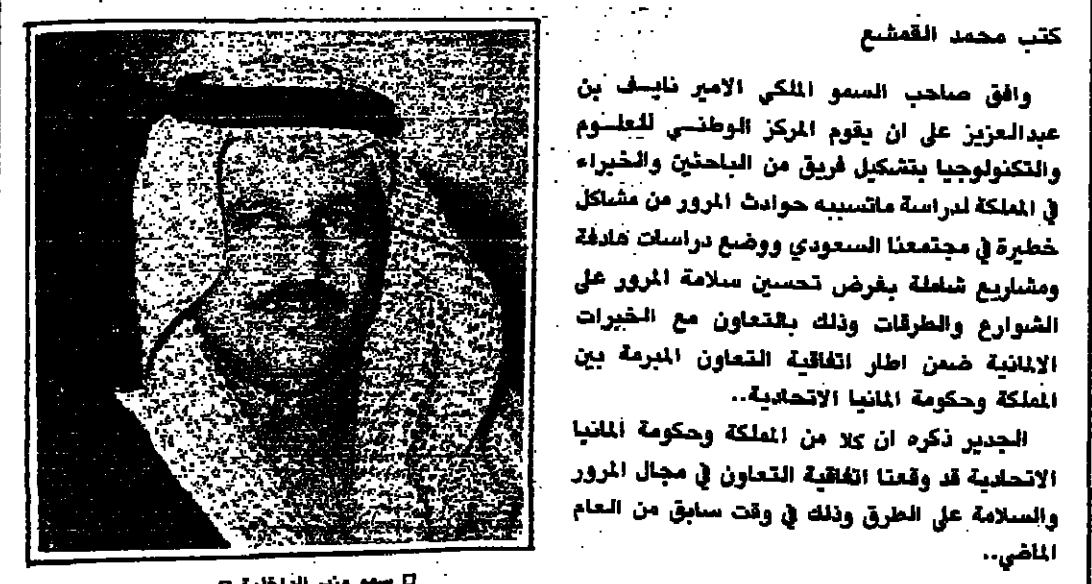 كتب محمد القمشع
وافق صاحب السمو الملكي الامير نايف بن
عبدالعزيز على ان يقوم المركز الوطني للعلوم
والتكنولوجيا بتشكيل فريق من الباحثين والخبراء
في المملكة لدراسة ماتسببه حوادث المرور من مشاكل
خطيرة في مجتمعنا السعودي ووضع دراسات هادفة
ومشاريع شاملة بغرض تحسين سلامة المرور على
الشوارع والطرقات وذلك بالتعاون مع الخبرات
الالمانية ضمن اطار اتفاقية التعاون المبرمة بين
المملكة وحكومة المانيا الاتحادية..
الجدير ذكره ان كلا من المملكة وحكومة المانيا
الاتحادية قد وقعتا اتفاقية التعاون في مجال المرور
والسلامة على الطرق وذلك في وقت سابق من العام
الماضي..
سمو وزير الداخلية